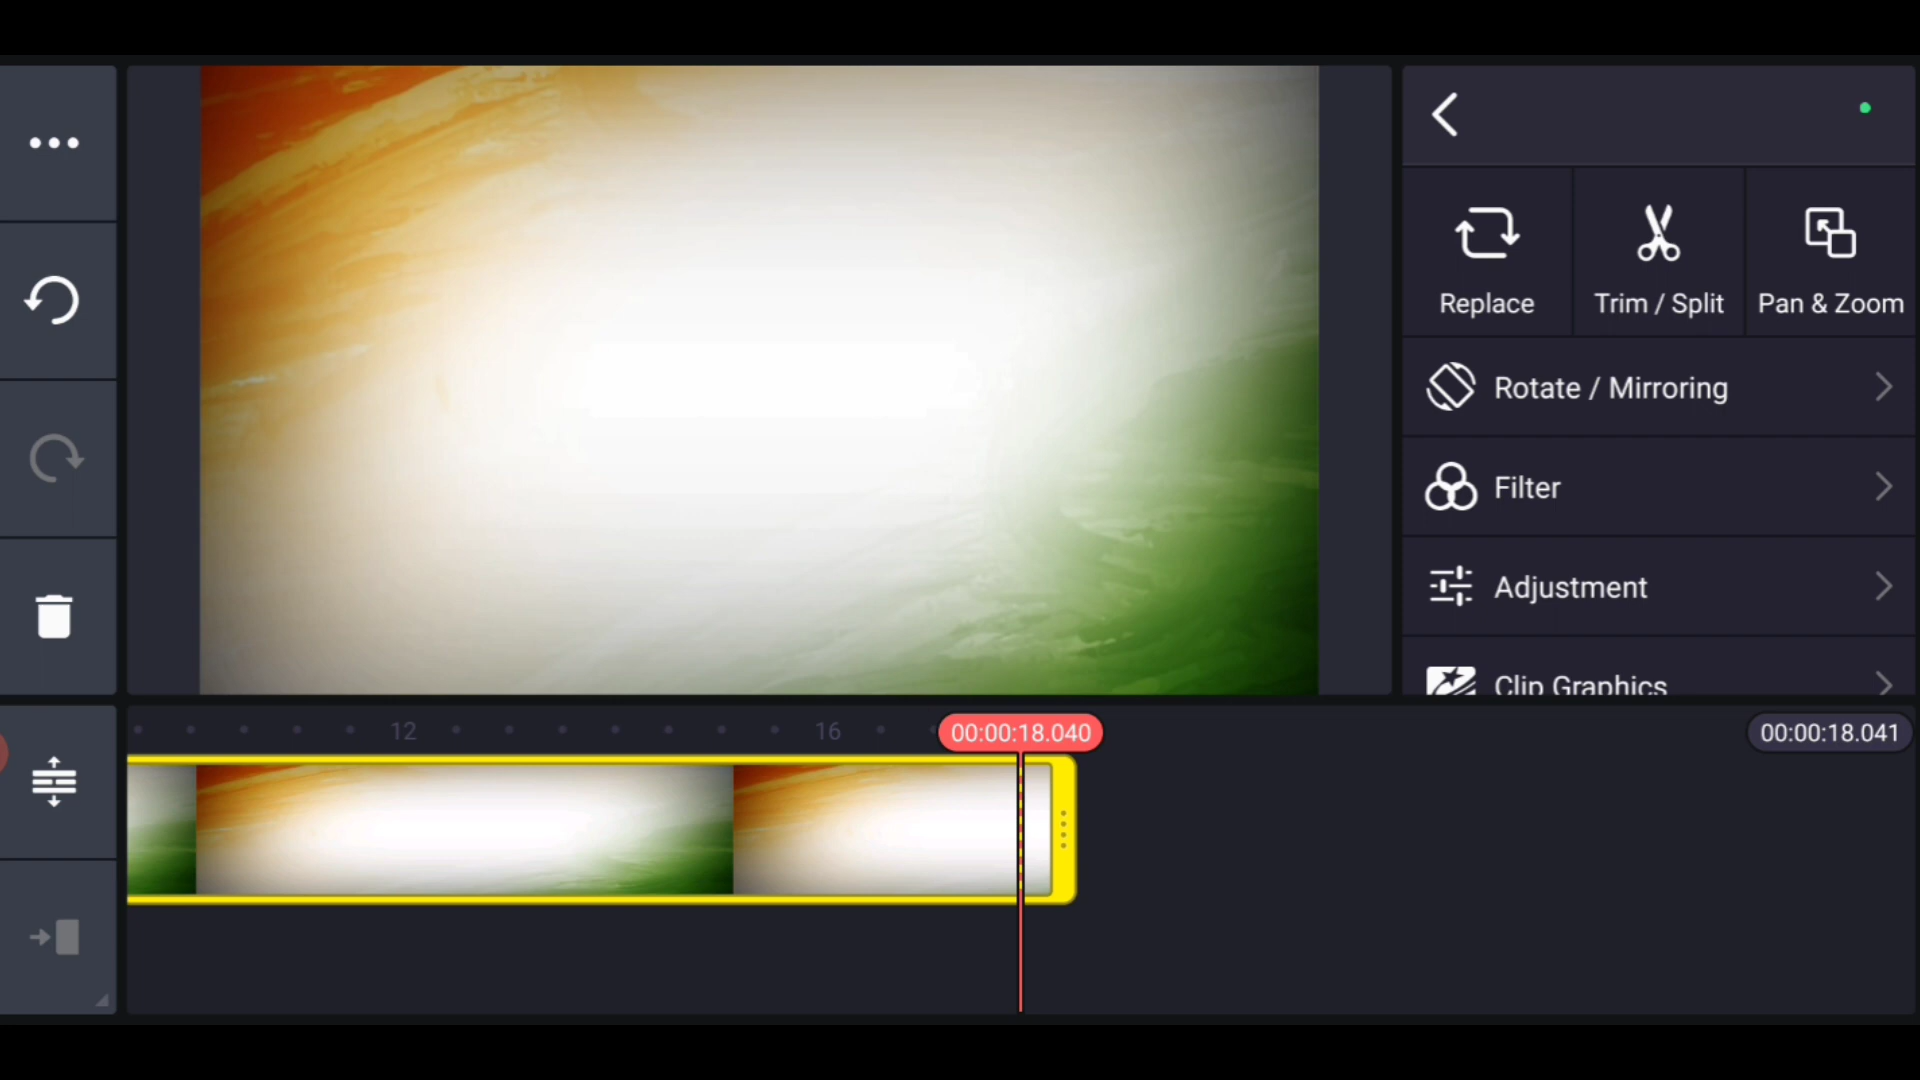 Replace
Trim / Split
Pan & Zoom
Rotate / Mirroring
Filter
Adjustment
Clip Graphics
12
16
00:00:18.040
00:00:18.041